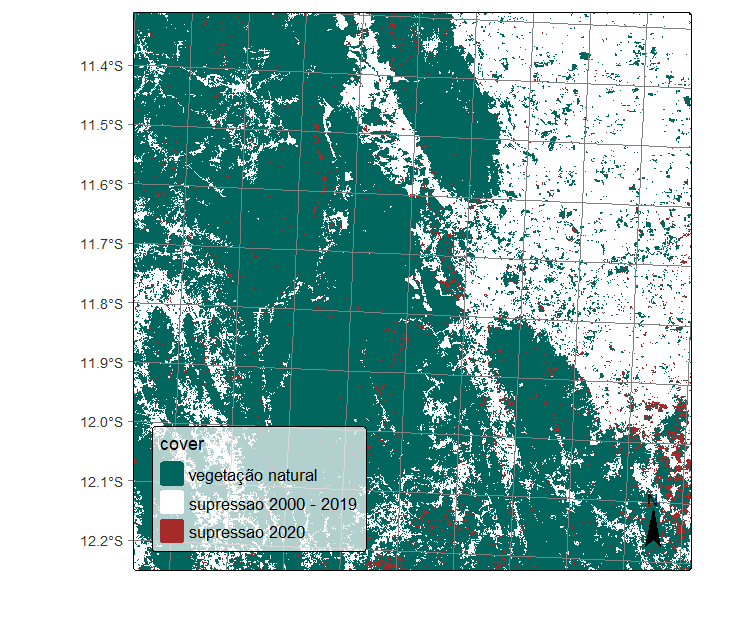 11.4°S
11.5°S
11.6°S
11.7°S
11.8°S
11.9°S
12.0°S
12.1°S
12.2°S
cover
vegetação natural
supressao 2000 - 2019
supressao 2020
N